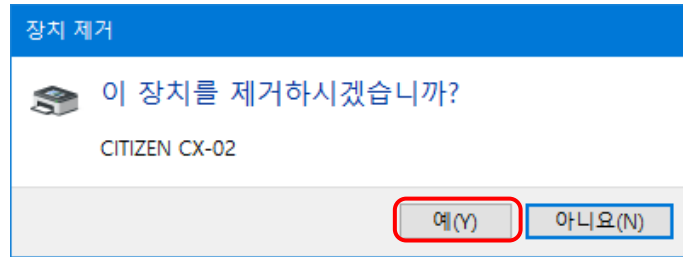 장치 제거
이 장치를 제거하시겠습니까?
CITIZEN CX-02
예(Y) 아니요(N)